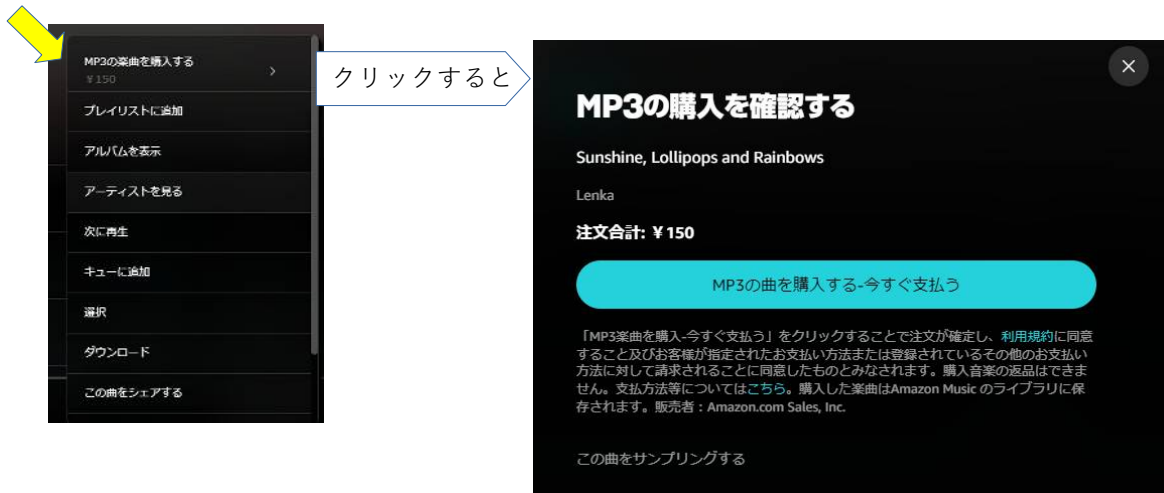 MP3の楽曲を購入する
¥150
プレイリストに追加
アルバムを表示
アーティストを見る
次に再生
キューに追加
選択
ダウンロード
この曲をシェアする
クリックすると
MP3の購入を確認する
Sunshine, Lollipops and Rainbows
Lenka
注文合計: ¥150
MP3の曲を購入する-今すぐ支払う
「MP3楽曲を購入-今すぐ支払う」をクリックすることで注文が確定し、利用規約に同意
すること及びお客様が指定されたお支払い方法または登録されているその他のお支払い
方法に対して請求されることに同意したものとみなされます。購入音楽の返品はできま
せん。支払方法等についてはこちら。購入した楽曲はAmazon Music のライブラリに保
存されます。販売者：Amazon.com Sales, Inc.
この曲をサンプリングする